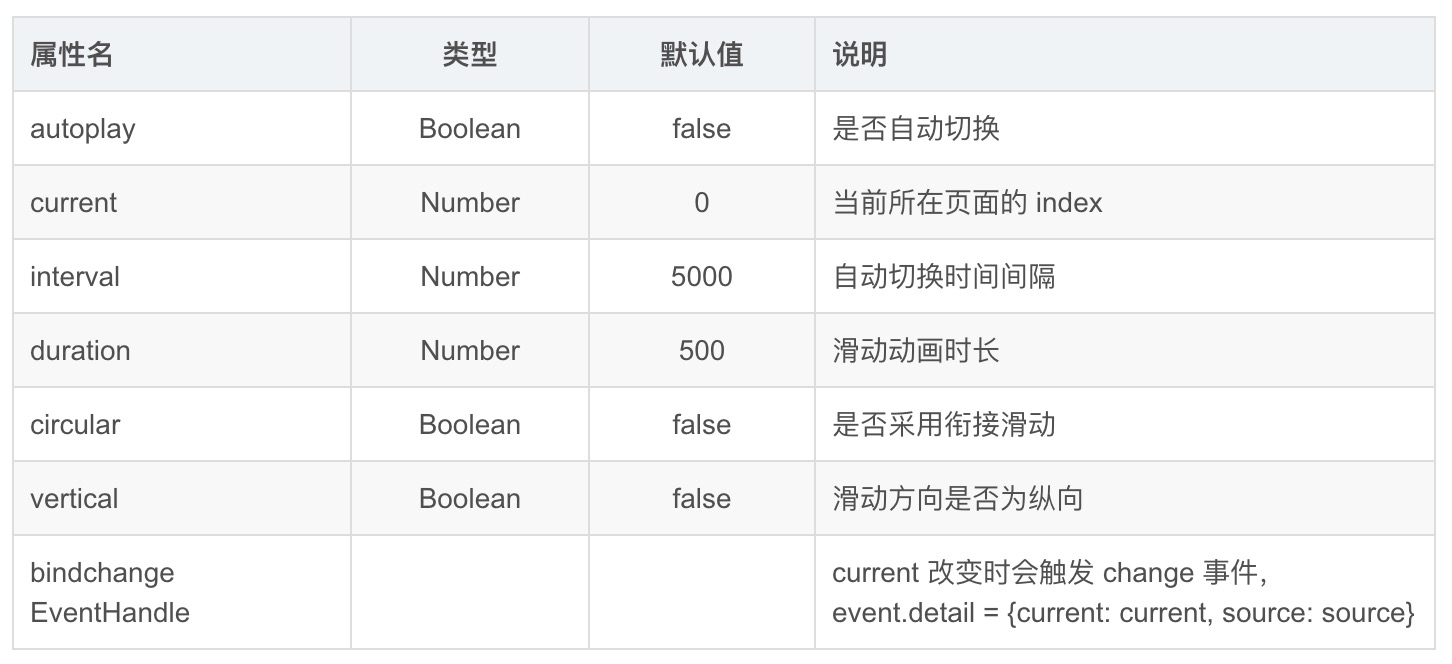 属性名 类型 默认值 说明
autoplay Boolean false 是否自动切换
current Number 0 当前所在页面的 index
interval Number 5000 自动切换时间间隔
duration Number 500 滑动动画时长
circular Boolean false 是否采用衔接滑动
vertical Boolean false 滑动方向是否为纵向
bindchange current 改变时会触发 change 事件,
EventHandle event.detail = {current: current, source: source}